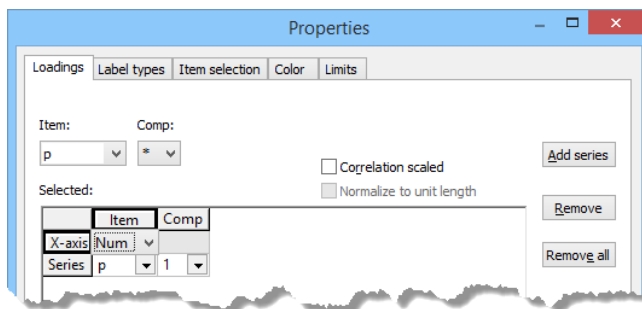 Properties
Loadings Label types Item selection Color Limits
Item: Comp:
p *
Add series
Correlation scaled
Selected: Normalize to unit length
Item Comp
Remove
X-axis Num
Remove all
Series p 1